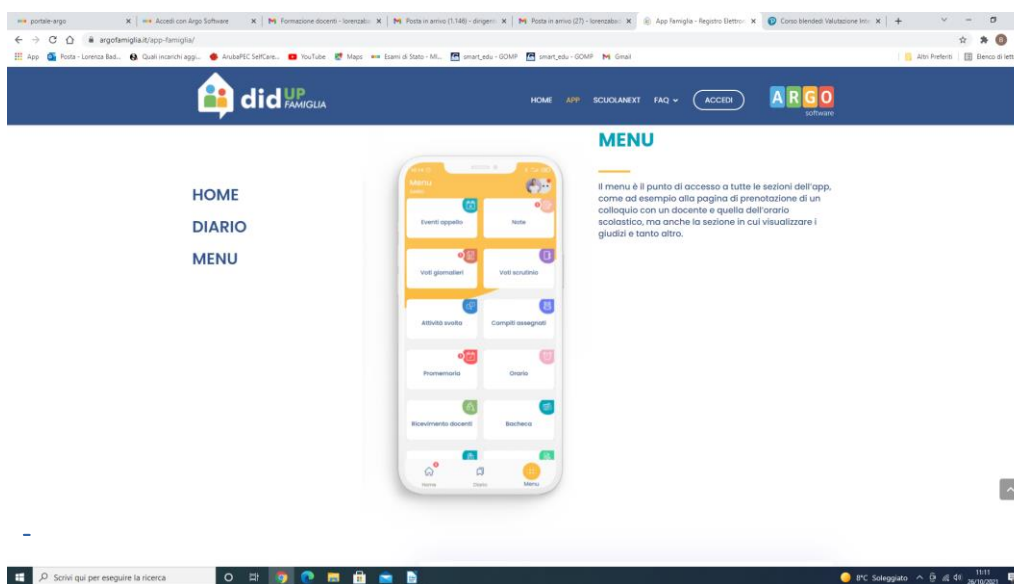 portale-argo
Accedi con Argo Software
Formazione docenti - lorenzaba
Posta in arrivo (1.146) - dirigen
Posta in arrivo (27) - lorenzaba
App Famiglia - Registro Elettron
Corso blended: Valutazione
argofamiglia.it/app-famiglia/
App
Posta - Lorenza Bad...
Quali incarichi aggi...
ArubaPEC SelfCare...
YouTube
Maps
Esami di Stato - MI...
smart_edu - GOMP
smart_edu - GOMP
Gmail
Altri Preferiti
Elenco di lett
did UP
FAMIGLIA
HOME
APP
SCUOLANEXT
FAQ
ACCEDI
ARGO
software
MENU
Il menu è il punto di accesso a tutte le sezioni dell'app,
come ad esempio alla pagina di prenotazione di un
colloquio con un docente e quella dell'orario
scolastico, ma anche la sezione in cui visualizzare i
giudizi e tanto altro.
HOME
DIARIO
MENU
Menu
Eventi appello
Note
Voti giornalieri
Voti scrutinio
Attività svolta
Compiti assegnati
Promemoria
Orario
Ricevimento docenti
Bacheca
Home
Diario
Menu
Scrivi qui per eseguire la ricerca
8°C Soleggiato
11:11
26/10/2021